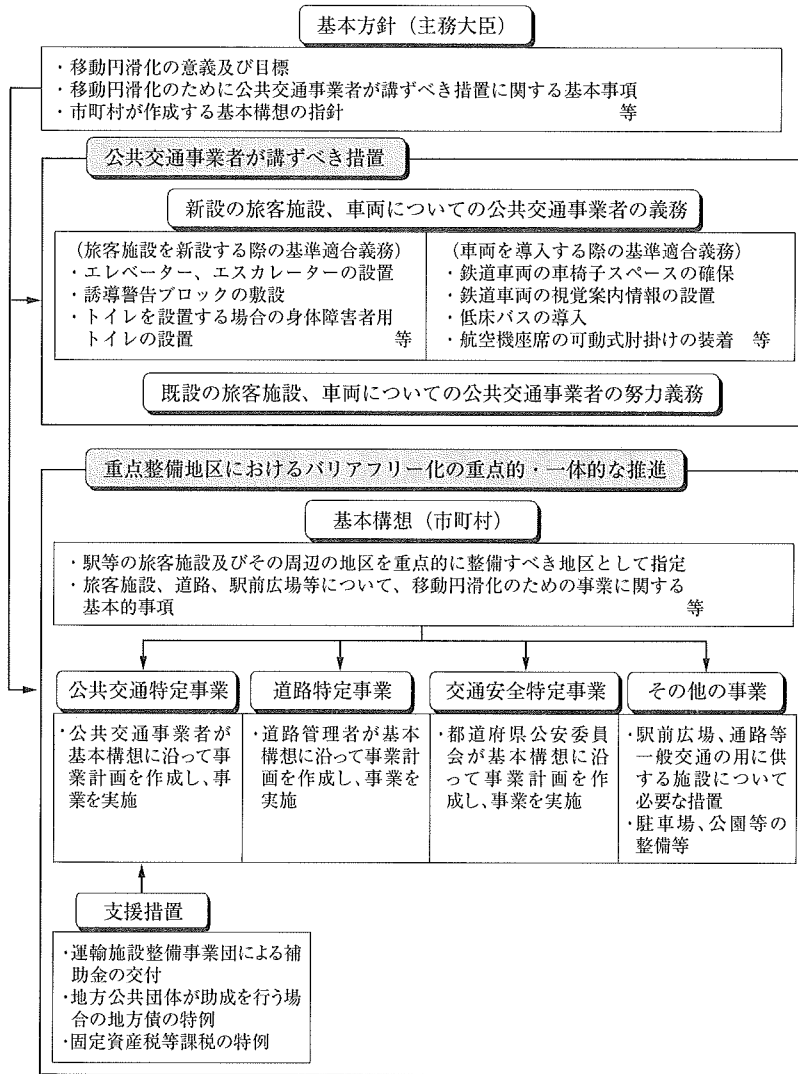 基本方針（主務大臣）
・移動円滑化の意義及び目標
・移動円滑化のために公共交通事業者が講ずべき措置に関する基本事項
・市町村が作成する基本構想の指針　等
公共交通事業者が講ずべき措置
新設の旅客施設、車両についての公共交通事業者の義務
(旅客施設を新設する際の基準適合義務)
・エレベーター、エスカレーターの設置
・誘導警告ブロックの敷設
・トイレを設置する場合の身体障害者用
トイレの設置　等
(車両を導入する際の基準適合義務)
・鉄道車両の車椅子スペースの確保
・鉄道車両の視覚案内情報の設置
・低床バスの導入
・航空機座席の可動式肘掛けの装着　等
既設の旅客施設、車両についての公共交通事業者の努力義務
重点整備地区におけるバリアフリー化の重点的・一体的な推進
基本構想（市町村）
・駅等の旅客施設及びその周辺の地区を重点的に整備すべき地区として指定
・旅客施設、道路、駅前広場等について、移動円滑化のための事業に関する
基本的事項　等
公共交通特定事業
・公共交通事業者が
基本構想に沿って事
業計画を作成し、事
業を実施
道路特定事業
・道路管理者が基本
構想に沿って事業計
画を作成し、事業を
実施
交通安全特定事業
・都道府県公安委員
会が基本構想に沿
って事業計画を作
成し、事業を実施
その他の事業
・駅前広場、通路等
一般交通の用に供
する施設について
必要な措置
・駐車場、公園等の
整備等
支援措置
・運輸施設整備事業団による補
助金の交付
・地方公共団体が助成を行う場
合の地方債の特例
・固定資産税等課税の特例